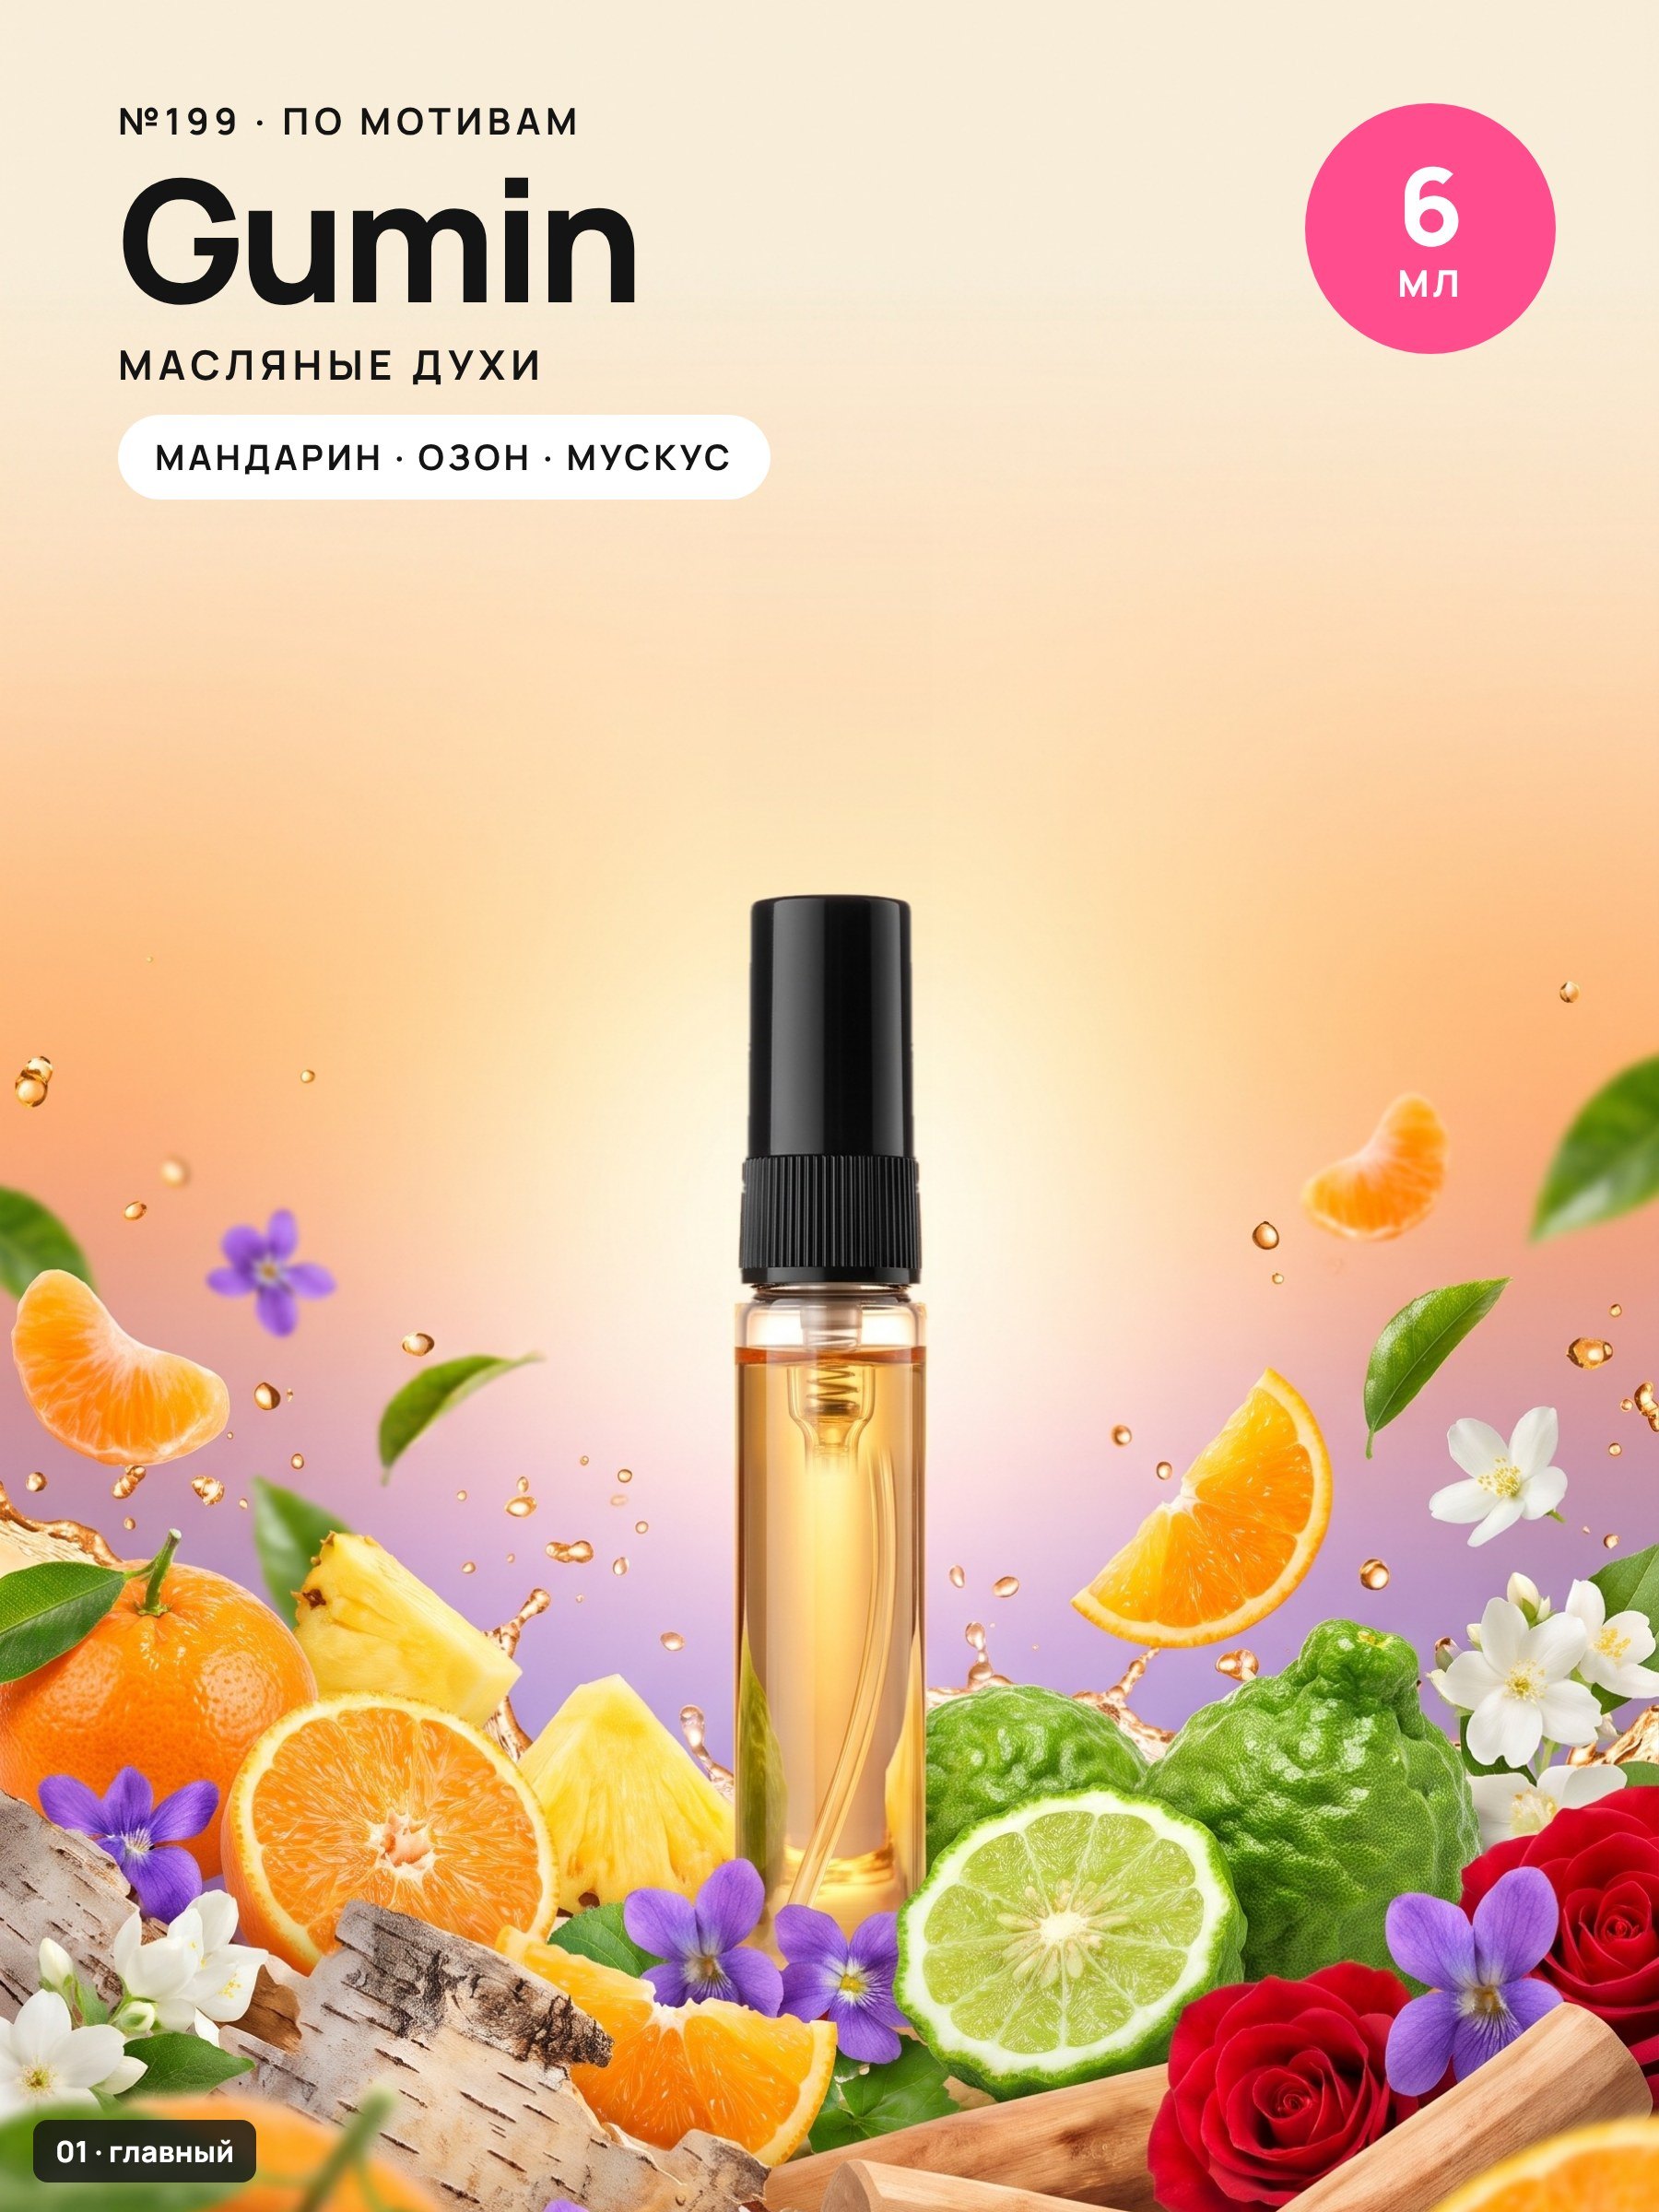 №199 · ПО МОТИВАМ
Gumin
МАСЛЯНЫЕ ДУХИ
МАНДАРИН · ОЗОН · МУСКУС
6
МЛ
01 · главный